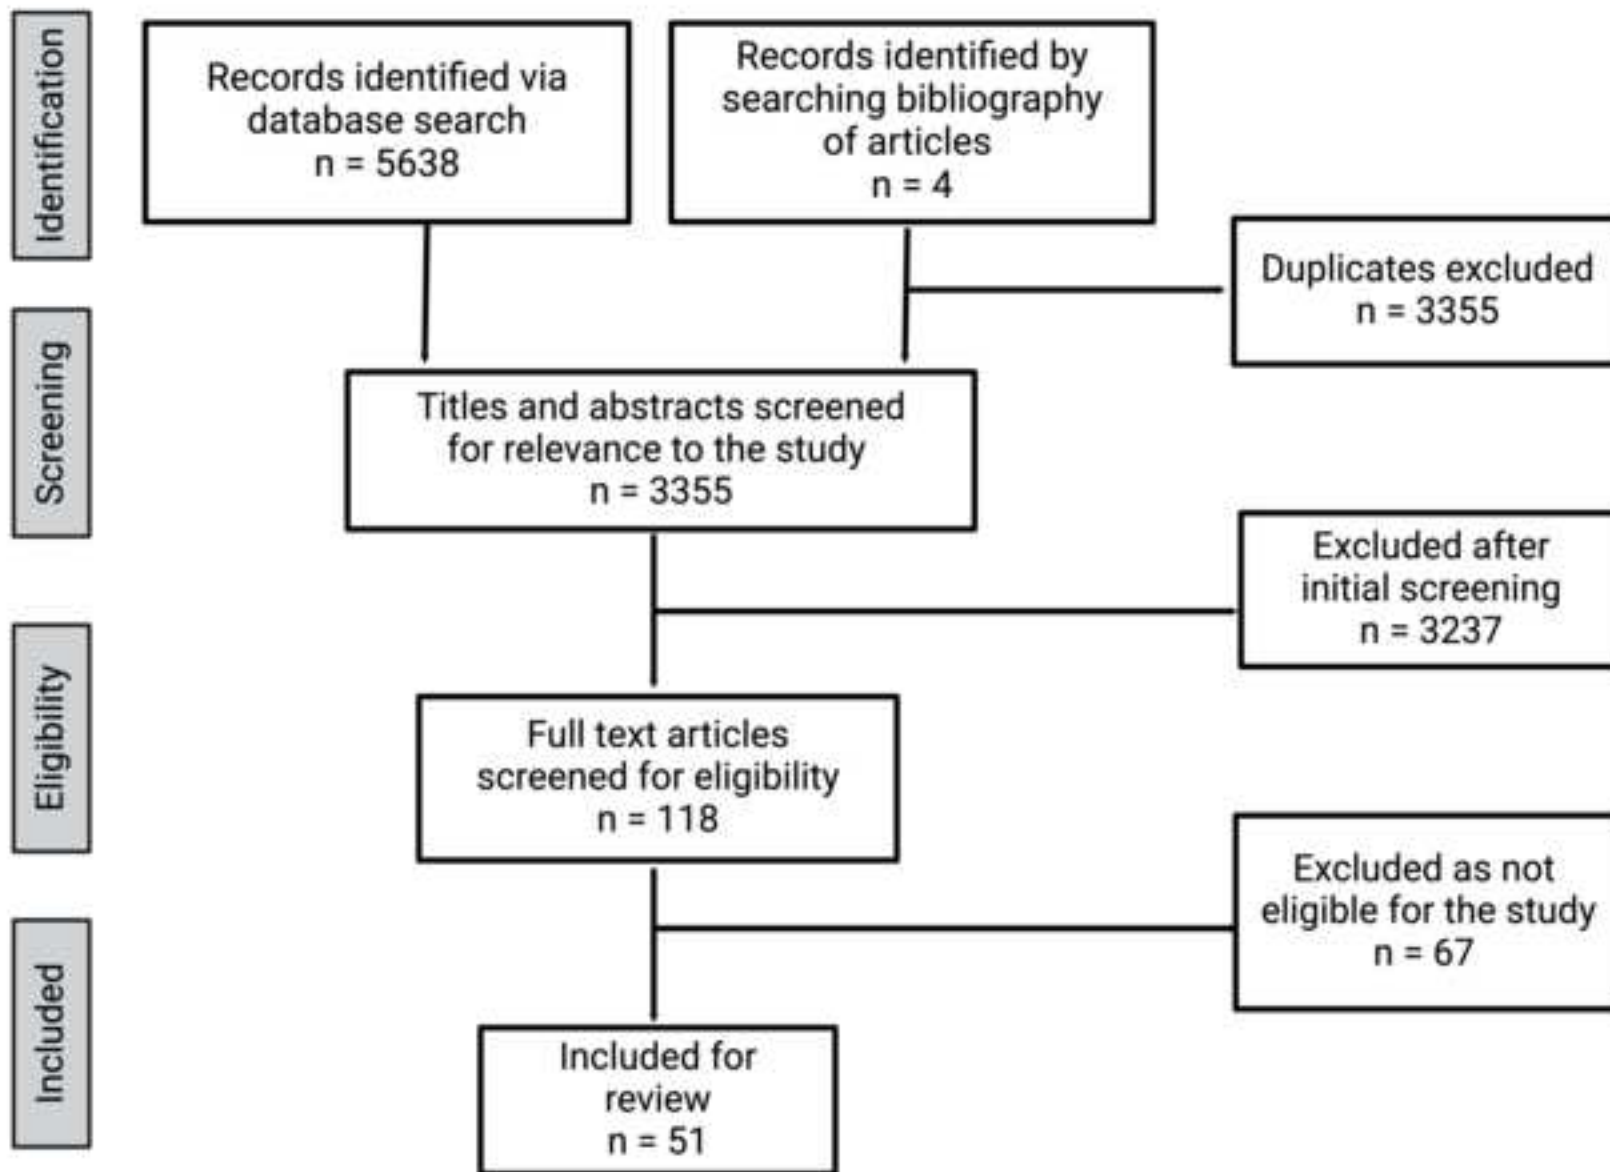 Identification
Records identified via
database search
n = 5638
Records identified by
searching bibliography
of articles
n = 4
Duplicates excluded
n = 3355
Screening
Titles and abstracts screened
for relevance to the study
n = 3355
Excluded after
initial screening
n = 3237
Eligibility
Full text articles
screened for eligibility
n = 118
Excluded as not
eligible for the study
n = 67
Included
Included for
review
n = 51